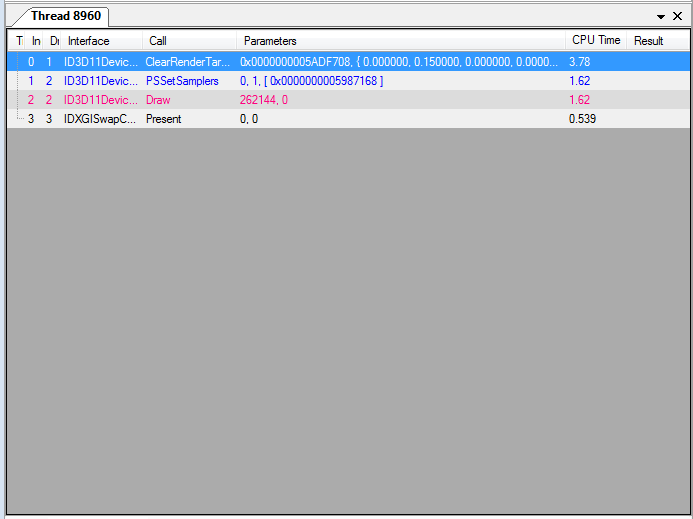 Thread 8960
T In Di Interface Call Parameters CPU Time Result
0 1 ID3D11Devic... ClearRenderTar... 0x0000000005ADF708, { 0.000000, 0.150000, 0.000000, 0.0000... 3.78
1 2 ID3D11Devic... PSSetSamplers 0, 1, [ 0x0000000005987168 ] 1.62
2 2 ID3D11Devic... Draw 262144, 0 1.62
3 3 IDXGISwapC... Present 0, 0 0.539